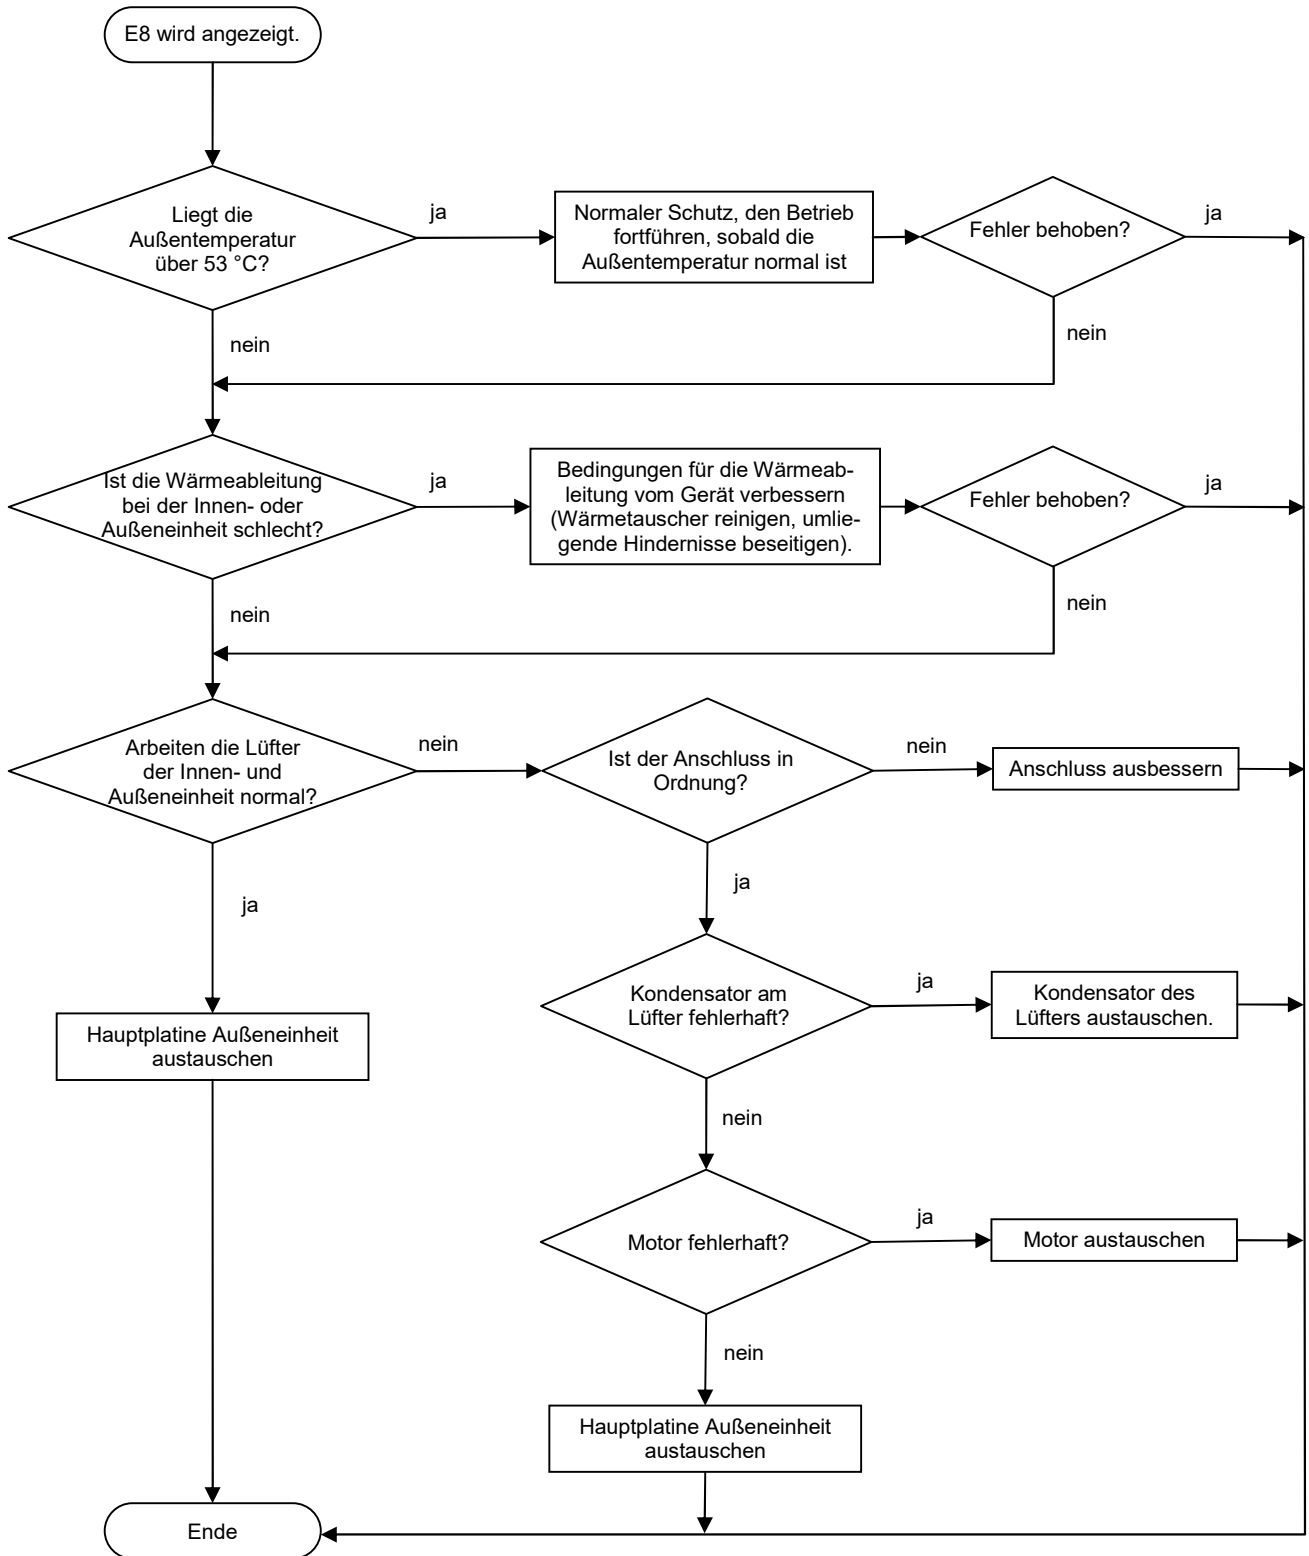 E8 wird angezeigt.
Liegt die
Außentemperatur
über 53 °C?
ja
Normaler Schutz, den Betrieb
fortführen, sobald die
Außentemperatur normal ist
Fehler behoben?
ja
nein
nein
Ist die Wärmeableitung
bei der Innen- oder
Außeneinheit schlecht?
ja
Bedingungen für die Wärmeab-
leitung vom Gerät verbessern
(Wärmetauscher reinigen, umlie-
gende Hindernisse beseitigen).
Fehler behoben?
ja
nein
nein
Arbeiten die Lüfter
der Innen- und
Außeneinheit normal?
nein
Ist der Anschluss in
Ordnung?
nein
Anschluss ausbessern
ja
ja
Kondensator am
Lüfter fehlerhaft?
ja
Kondensator des
Lüfters austauschen.
Hauptplatine Außeneinheit
austauschen
nein
Motor fehlerhaft?
ja
Motor austauschen
nein
Hauptplatine Außeneinheit
austauschen
Ende